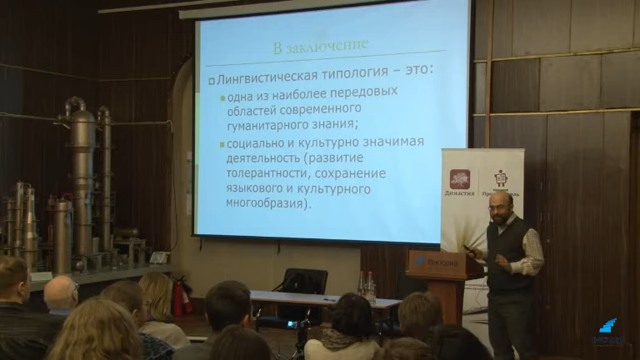 В заключение
Лингвистическая типология – это:
одна из наиболее передовых
областей современного
гуманитарного знания;
социально и культурно значимая
деятельность (развитие
толерантности, сохранение
языкового и культурного
многообразия).
Династия